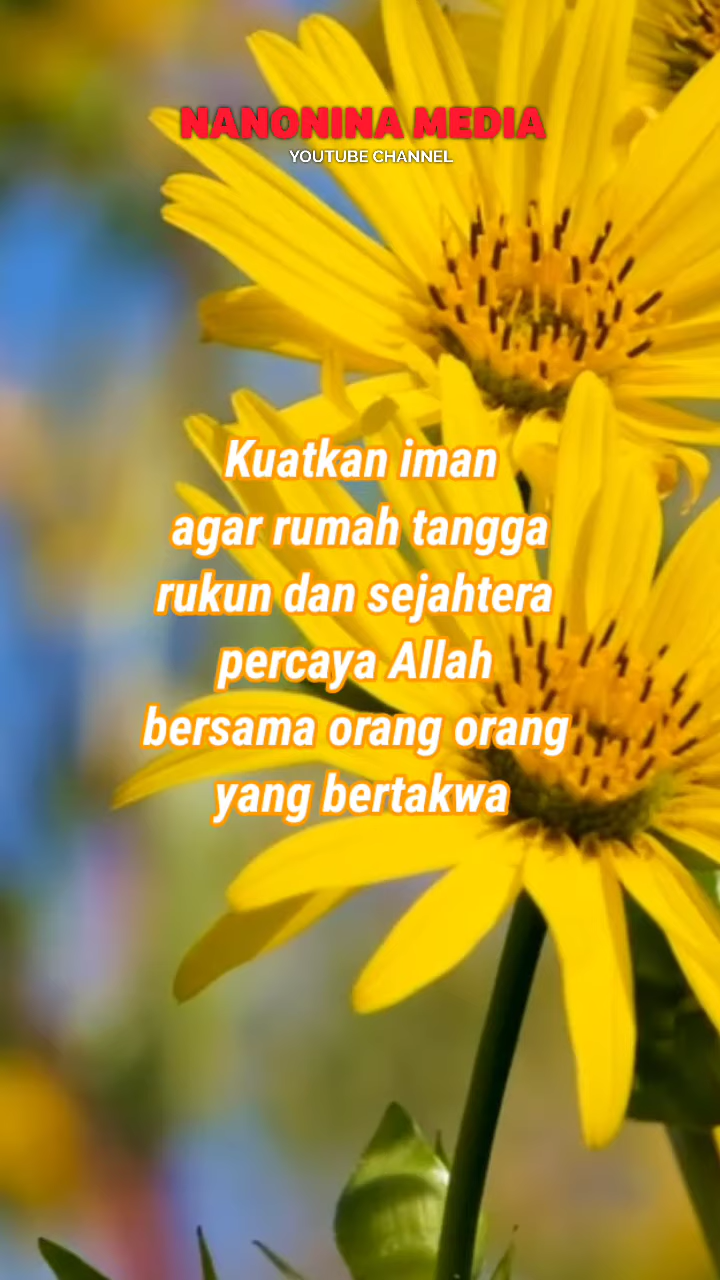 NANONINA MEDIA
YOUTUBE CHANNEL
Kuatkan iman
agar rumah tangga
rukun dan sejahtera
percaya Allah
bersama orang orang
yang bertakwa